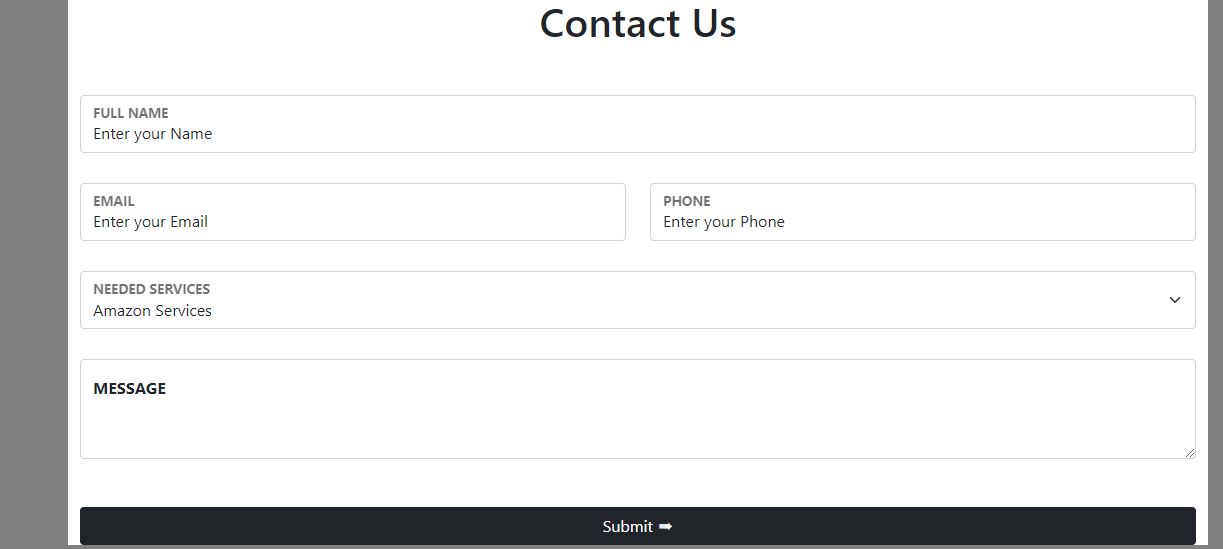 Contact Us
FULL NAME
Enter your Name
EMAIL
Enter your Email
PHONE
Enter your Phone
NEEDED SERVICES
Amazon Services
MESSAGE
Submit ➡